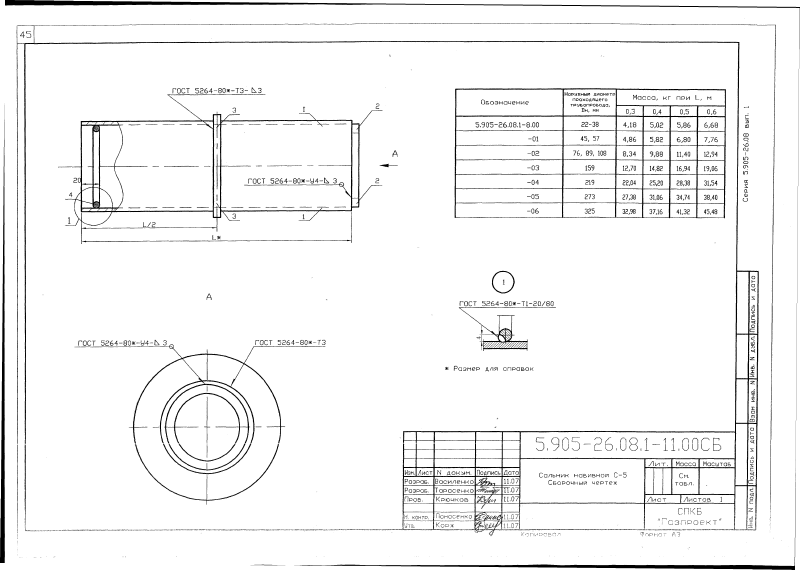 45
ГОСТ 5264-80*-Т3-⊿3
3
1
2
А
20
ГОСТ 5264-80*-У4-⊿ 3
4
1
3
1
2
L/2
L*
Обозначение
Наружный диаметр проходящего трубопровода, Dн, мм
Масса, кг при L, м
0,3 0,4 0,5 0,6
5.905-26.08.1-8.00 22-38 4,18 5,02 5,86 6,68
-01 45, 57 4,86 5,82 6,80 7,76
-02 76, 89, 108 8,34 9,88 11,40 12,94
-03 159 12,70 14,82 16,94 19,06
-04 219 22,04 25,20 28,38 31,54
-05 273 27,38 31,06 34,74 38,40
-06 325 32,98 37,16 41,32 45,48
Серия 5.905-26.08 вып. 1
А
ГОСТ 5264-80*-У4-⊿ 3
ГОСТ 5264-80*-Т3
1
ГОСТ 5264-80*-Т1-20/80
* Размер для справок
Подпись и дата
Инв. N дубл.
Взам инв. N
Подпись и дата
Инв. N подл.
5.905-26.08.1-11.00СБ
Изм. Лист N докум. Подпись Дата
Разраб. Василенко 11.07
Разраб. Тарасенко 11.07
Пров. Крючков 11.07
Н. контр. Понасенко 11.07
Утв. Корж 11.07
Сальник набивной С-5
Сборочный чертеж
Лит. Масса Масштаб
См. табл.
Лист Листов 1
СПКБ
"Газпроект"
Копировал Формат А3